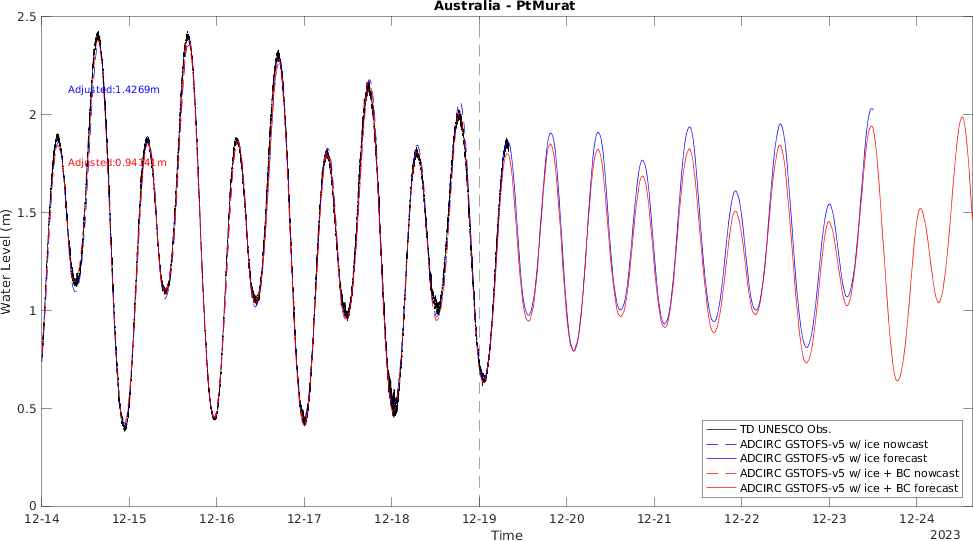 Australia - PtMurat
2.5
2
1.5
1
0.5
0
Water Level (m)
Adjusted:1.4269m
Adjusted:0.94141m
TD UNESCO Obs.
ADCIRC GSTOFS-v5 w/ ice nowcast
ADCIRC GSTOFS-v5 w/ ice forecast
ADCIRC GSTOFS-v5 w/ ice + BC nowcast
ADCIRC GSTOFS-v5 w/ ice + BC forecast
12-14 12-15 12-16 12-17 12-18 12-19 12-20 12-21 12-22 12-23 12-24
Time
2023